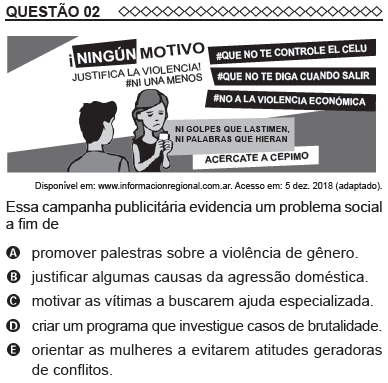 QUESTÃO 02
¡NINGÚN MOTIVO
JUSTIFICA LA VIOLENCIA!
#NI UNA MENOS
#QUE NO TE CONTROLE EL CELU
#QUE NO TE DIGA CUANDO SALIR
#NO A LA VIOLENCIA ECONÓMICA
NI GOLPES QUE LASTIMEN,
NI PALABRAS QUE HIERAN
ACERCATE A CEPIMO
Disponível em: www.informacionregional.com.ar. Acesso em: 5 dez. 2018 (adaptado).
Essa campanha publicitária evidencia um problema social
a fim de
A promover palestras sobre a violência de gênero.
B justificar algumas causas da agressão doméstica.
C motivar as vítimas a buscarem ajuda especializada.
D criar um programa que investigue casos de brutalidade.
E orientar as mulheres a evitarem atitudes geradoras
de conflitos.